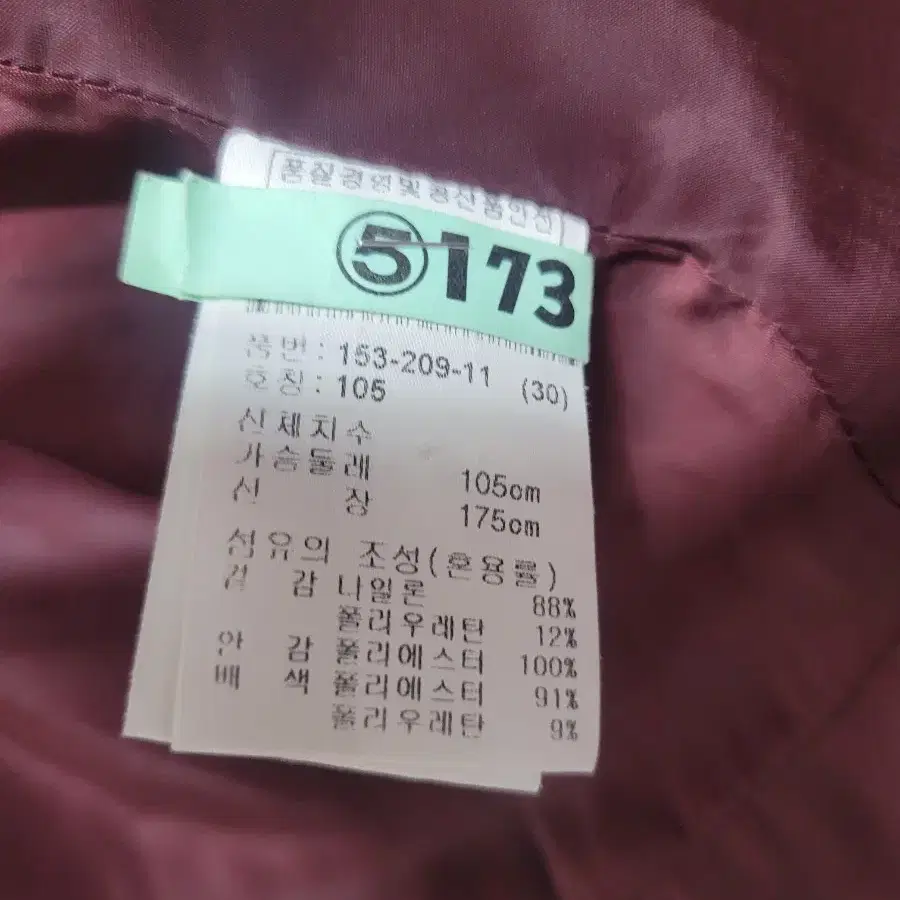 품질경영및공산품안전
⑤173
품번 : 153-209-11 (30)
호칭 : 105
신체치수
가슴둘레 105cm
신 장 175cm
섬유의 조성(혼용률)
겉 감 나일론 88%
폴리우레탄 12%
안 감 폴리에스터 100%
배 색 폴리에스터 91%
폴리우레탄 9%